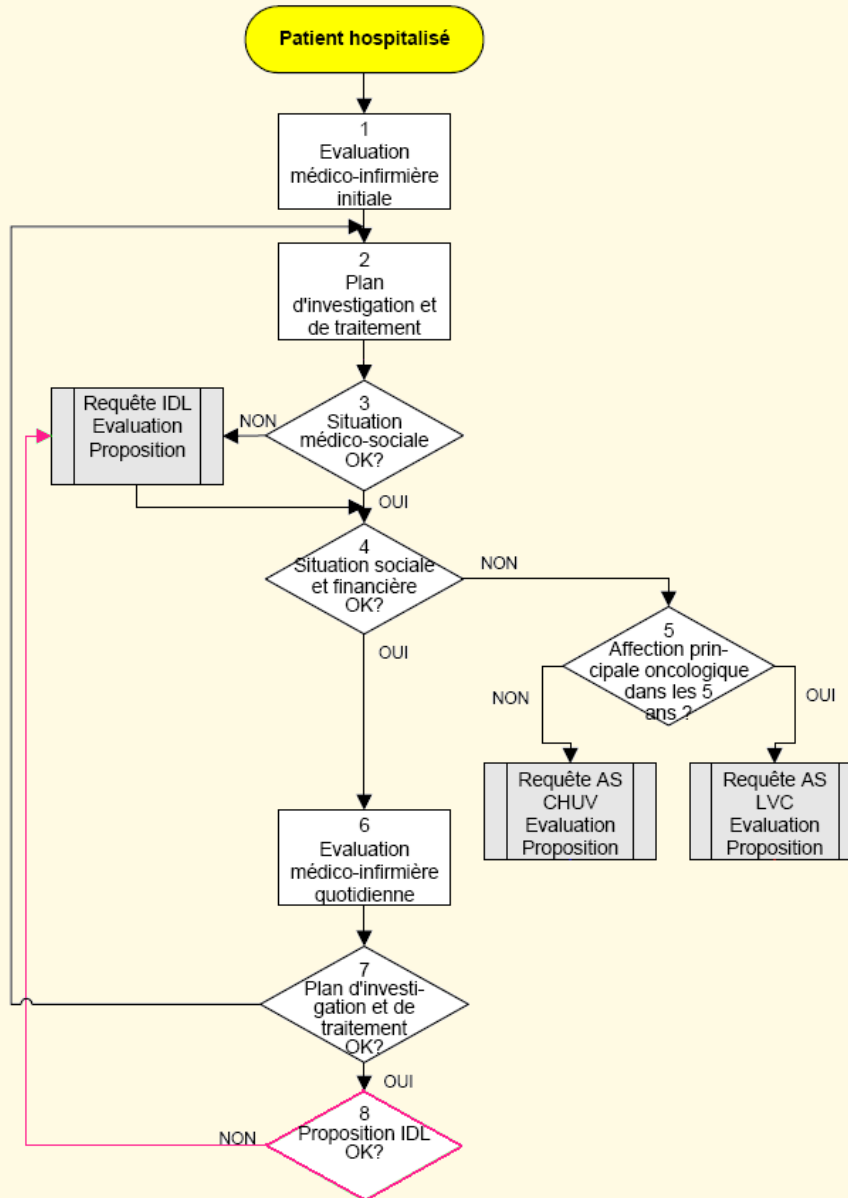 Patient hospitalisé
1
Evaluation
médico-infirmière
initiale
2
Plan
d'investigation et
de traitement
3
Situation
médico-sociale
OK?
NON
Requête IDL
Evaluation
Proposition
OUI
4
Situation sociale
et financière
OK?
NON
OUI
5
Affection prin-
cipale oncologique
dans les 5
ans ?
NON
OUI
Requête AS
CHUV
Evaluation
Proposition
Requête AS
LVC
Evaluation
Proposition
6
Evaluation
médico-infirmière
quotidienne
7
Plan d'investi-
gation et de
traitement
OK?
OUI
8
Proposition IDL
OK?
NON